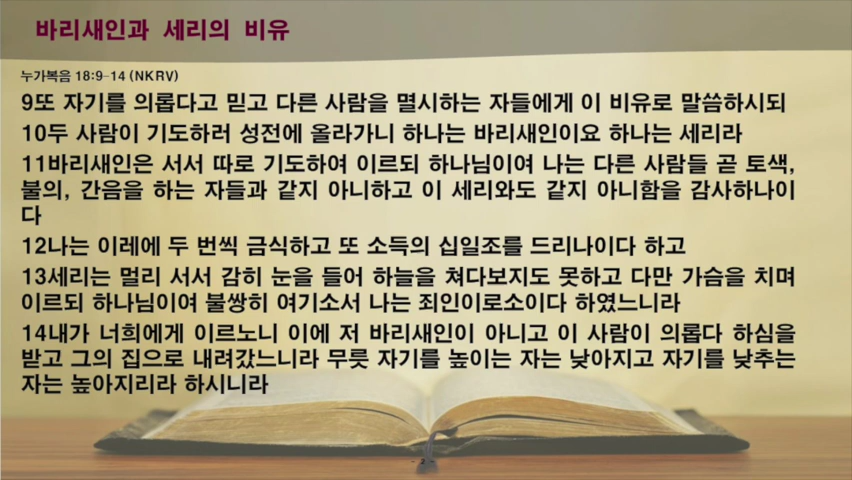 바리새인과 세리의 비유
누가복음 18:9-14 (NKRV)
9또 자기를 의롭다고 믿고 다른 사람을 멸시하는 자들에게 이 비유로 말씀하시되
10두 사람이 기도하러 성전에 올라가니 하나는 바리새인이요 하나는 세리라
11바리새인은 서서 따로 기도하여 이르되 하나님이여 나는 다른 사람들 곧 토색,
불의, 간음을 하는 자들과 같지 아니하고 이 세리와도 같지 아니함을 감사하나이
다
12나는 이레에 두 번씩 금식하고 또 소득의 십일조를 드리나이다 하고
13세리는 멀리 서서 감히 눈을 들어 하늘을 쳐다보지도 못하고 다만 가슴을 치며
이르되 하나님이여 불쌍히 여기소서 나는 죄인이로소이다 하였느니라
14내가 너희에게 이르노니 이에 저 바리새인이 아니고 이 사람이 의롭다 하심을
받고 그의 집으로 내려갔느니라 무릇 자기를 높이는 자는 낮아지고 자기를 낮추는
자는 높아지리라 하시니라